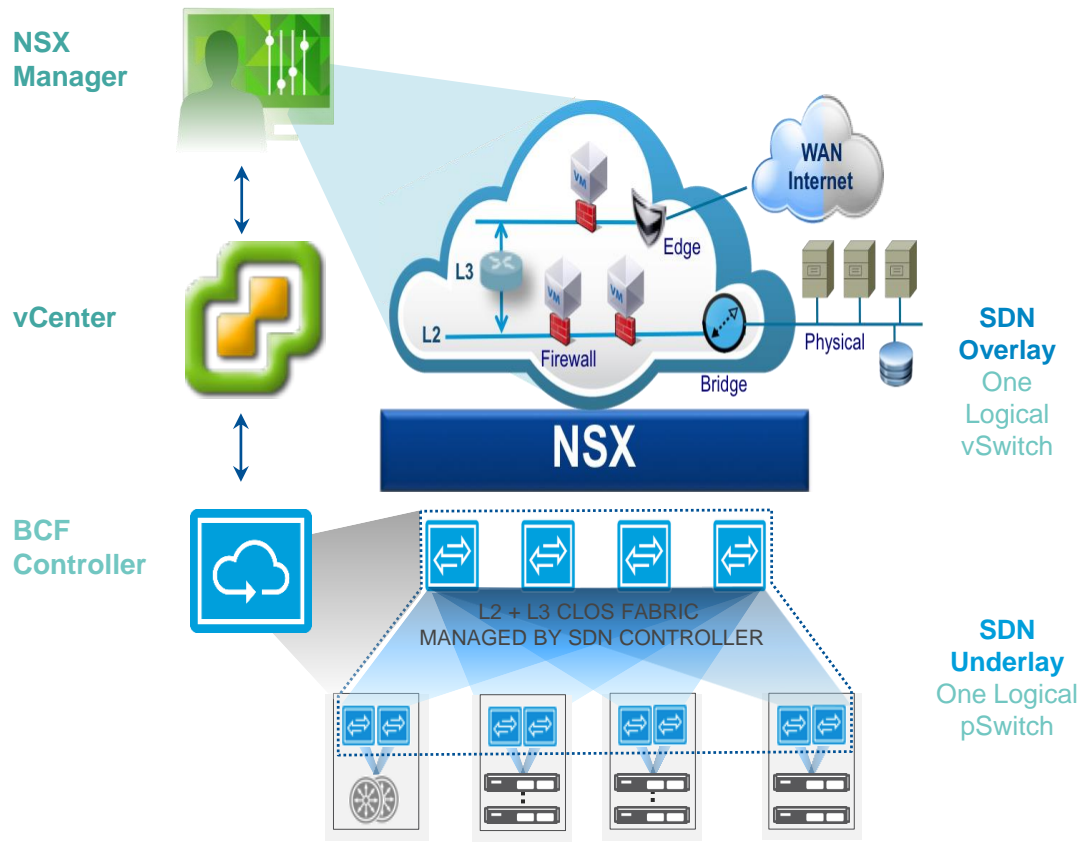 NSX
Manager
VM
WAN
Internet
Edge
L3
VM
VM
vCenter
L2
Firewall
Physical
Bridge
SDN
Overlay
One
Logical
vSwitch
NSX
BCF
Controller
L2 + L3 CLOS FABRIC
MANAGED BY SDN CONTROLLER
SDN
Underlay
One Logical
pSwitch